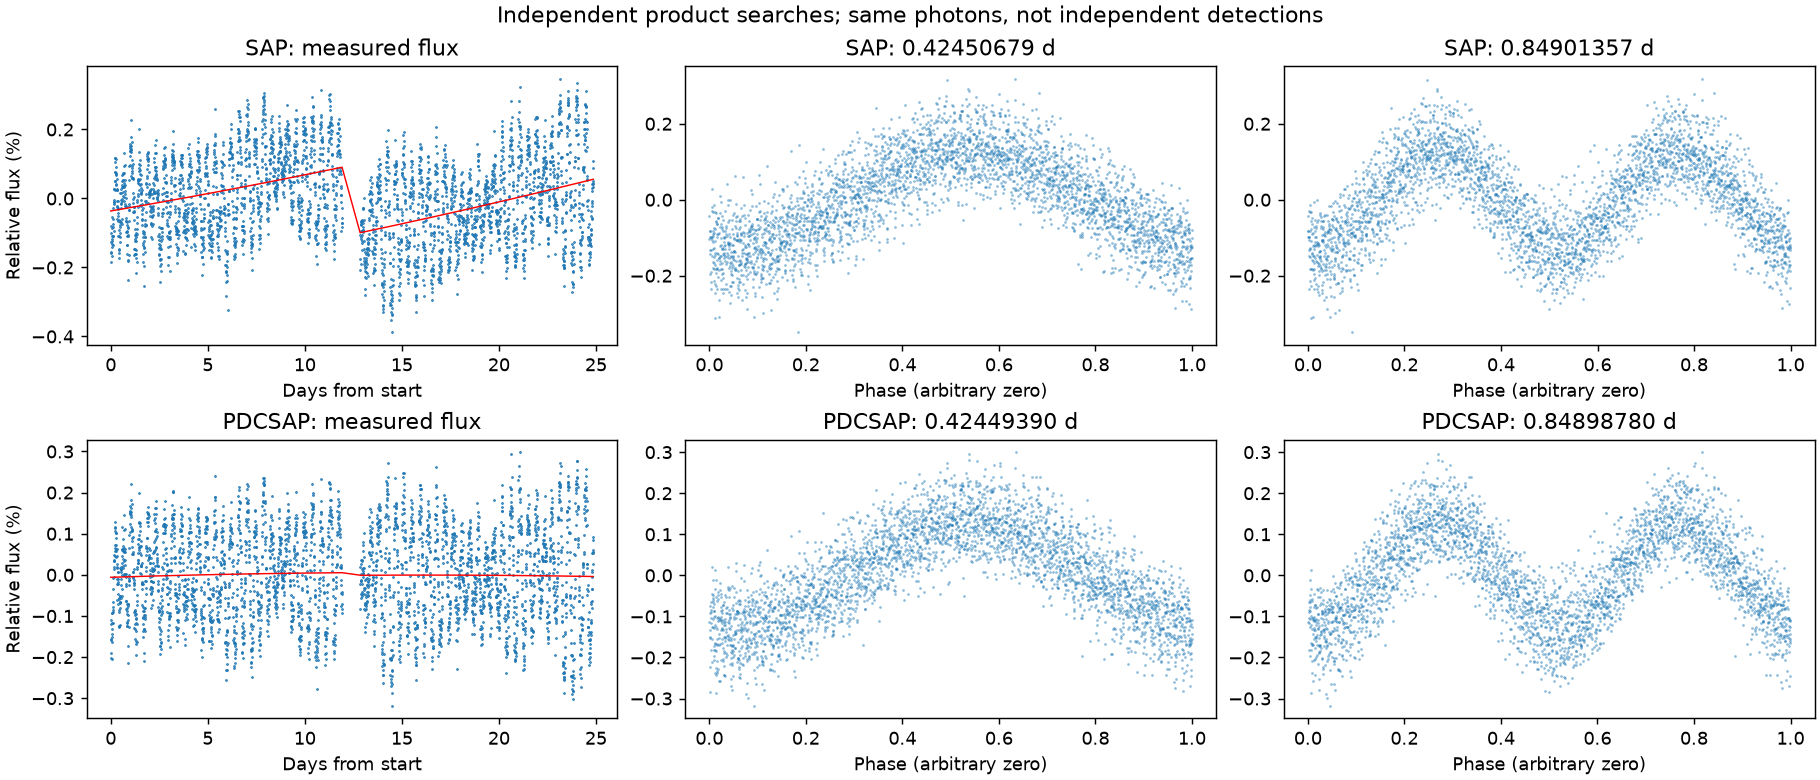 Independent product searches; same photons, not independent detections
SAP: measured flux
SAP: 0.42450679 d
SAP: 0.84901357 d
Relative flux (%)
0.2
0.0
−0.2
−0.4
0.2
0.0
−0.2
0.2
0.0
−0.2
0 5 10 15 20 25
0.0 0.2 0.4 0.6 0.8 1.0
0.0 0.2 0.4 0.6 0.8 1.0
Days from start
Phase (arbitrary zero)
Phase (arbitrary zero)
PDCSAP: measured flux
PDCSAP: 0.42449390 d
PDCSAP: 0.84898780 d
Relative flux (%)
0.3
0.2
0.1
0.0
−0.1
−0.2
−0.3
0.3
0.2
0.1
0.0
−0.1
−0.2
−0.3
0.3
0.2
0.1
0.0
−0.1
−0.2
−0.3
0 5 10 15 20 25
0.0 0.2 0.4 0.6 0.8 1.0
0.0 0.2 0.4 0.6 0.8 1.0
Days from start
Phase (arbitrary zero)
Phase (arbitrary zero)